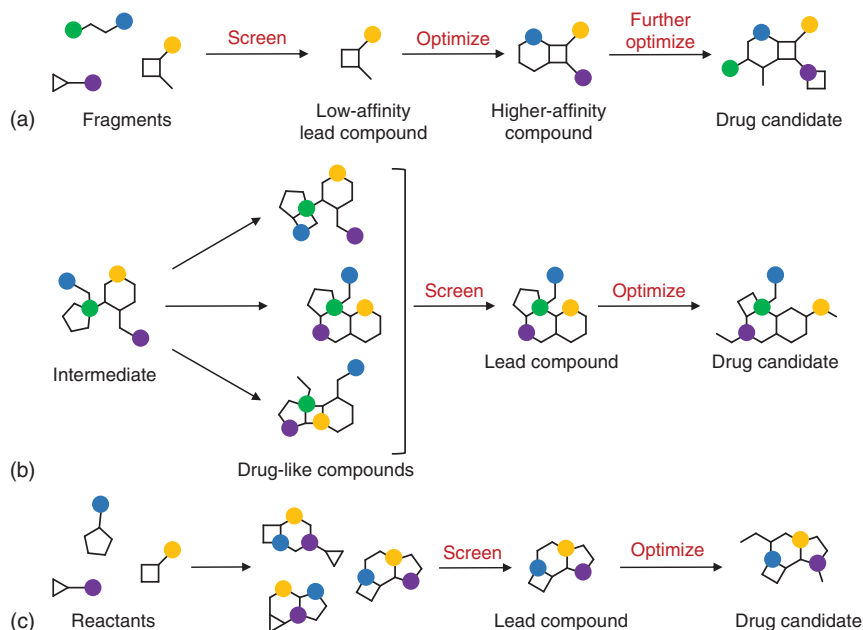 Screen
Optimize
Further
optimize
(a)
Fragments
Low-affinity
lead compound
Higher-affinity
compound
Drug candidate
Intermediate
Screen
Optimize
Lead compound
Drug candidate
(b)
Drug-like compounds
Screen
Optimize
(c)
Reactants
Lead compound
Drug candidate